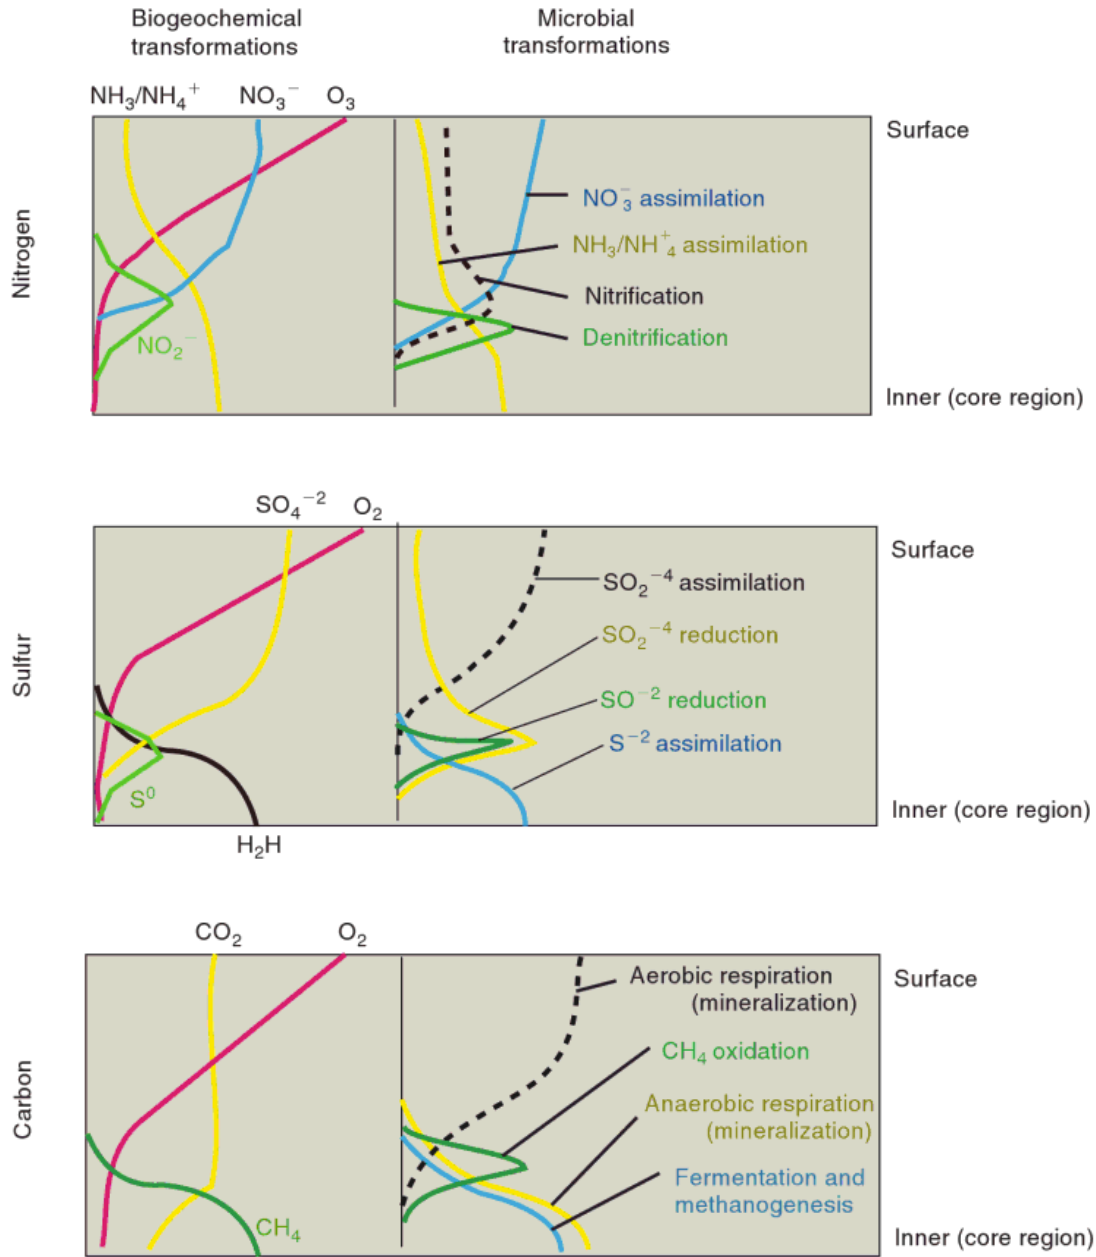 Biogeochemical
transformations
Microbial
transformations
NH₃/NH₄⁺ NO₃⁻ O₃
Nitrogen
NO₂⁻
Surface
NO₃⁻ assimilation
NH₃/NH₄⁺ assimilation
Nitrification
Denitrification
Inner (core region)
SO₄⁻² O₂
Sulfur
S⁰
H₂H
Surface
SO₂⁻⁴ assimilation
SO₂⁻⁴ reduction
SO⁻² reduction
S⁻² assimilation
Inner (core region)
CO₂ O₂
Carbon
CH₄
Surface
Aerobic respiration
(mineralization)
CH₄ oxidation
Anaerobic respiration
(mineralization)
Fermentation and
methanogenesis
Inner (core region)